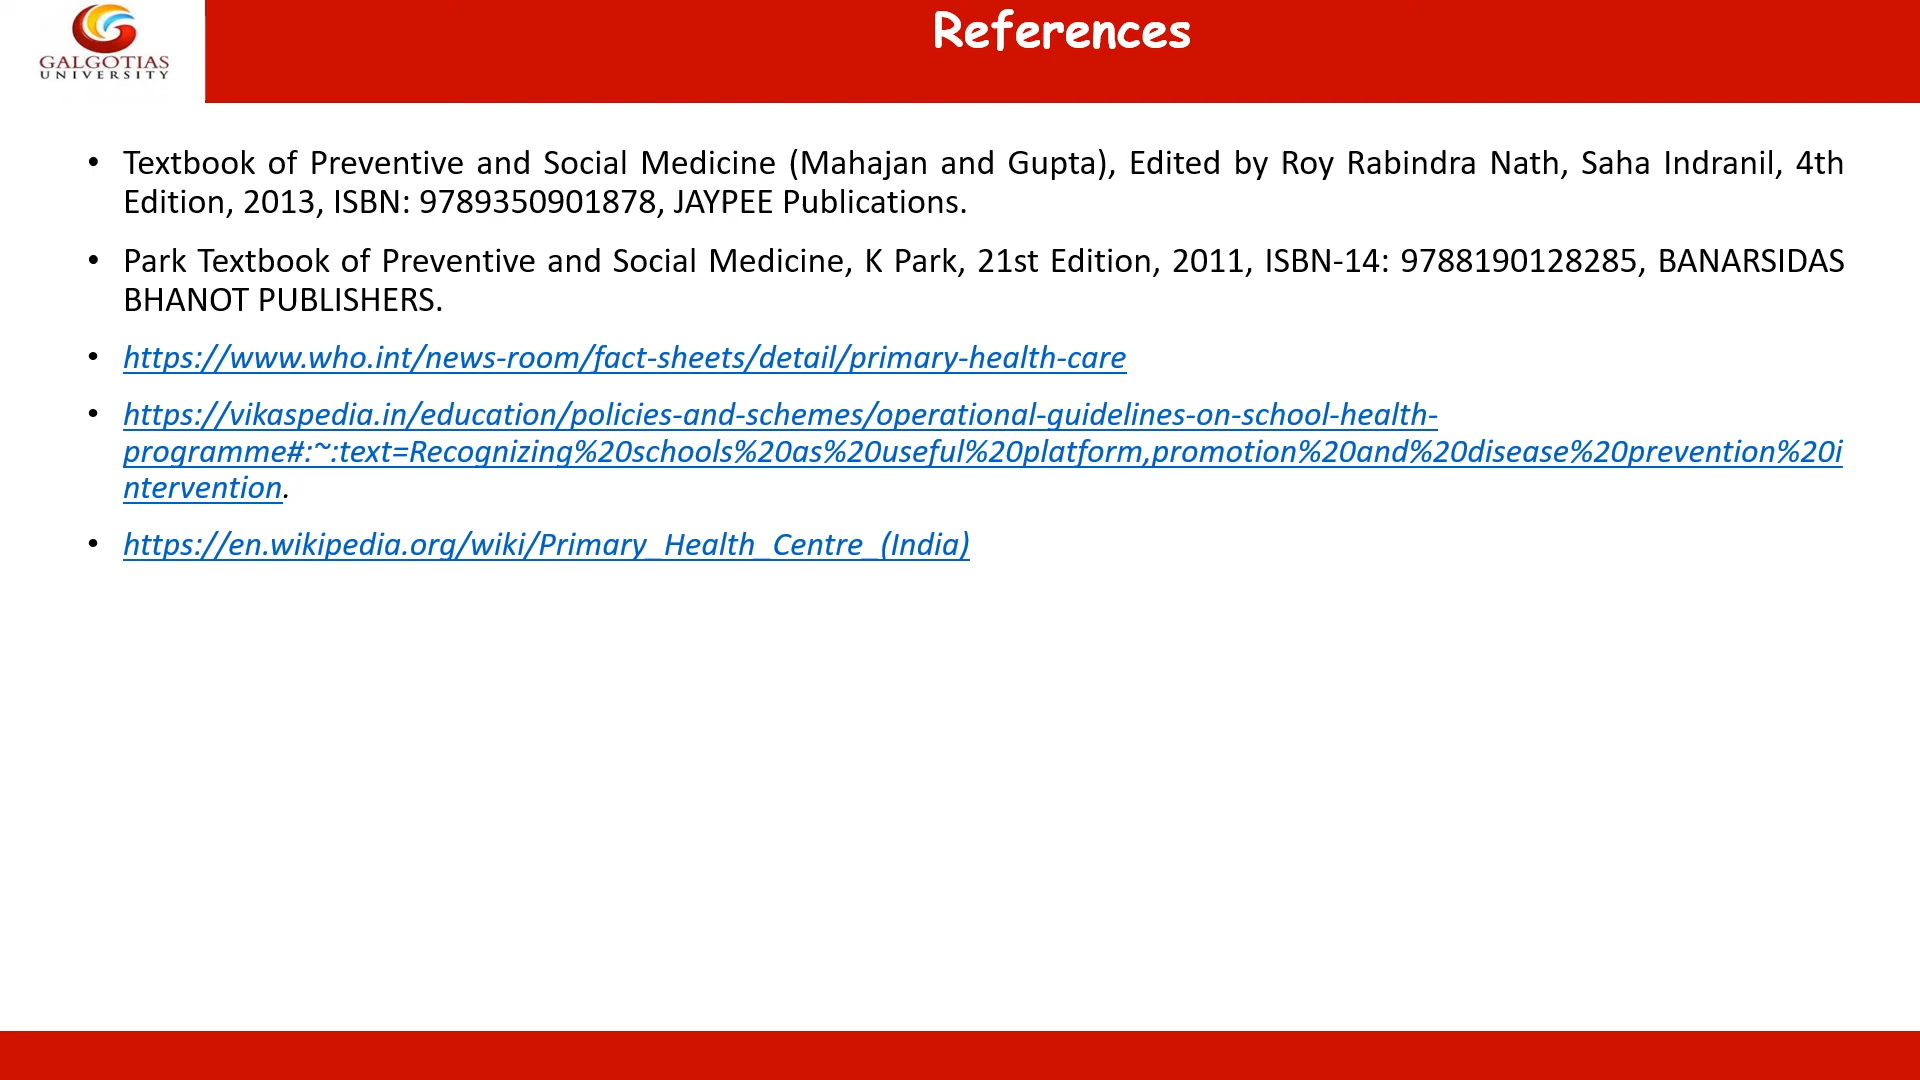 GALGOTIAS
UNIVERSITY
References
• Textbook of Preventive and Social Medicine (Mahajan and Gupta), Edited by Roy Rabindra Nath, Saha Indranil, 4th
Edition, 2013, ISBN: 9789350901878, JAYPEE Publications.
• Park Textbook of Preventive and Social Medicine, K Park, 21st Edition, 2011, ISBN-14: 9788190128285, BANARSIDAS
BHANOT PUBLISHERS.
• https://www.who.int/news-room/fact-sheets/detail/primary-health-care
• https://vikaspedia.in/education/policies-and-schemes/operational-guidelines-on-school-health-
programme#:~:text=Recognizing%20schools%20as%20useful%20platform,promotion%20and%20disease%20prevention%20i
ntervention.
• https://en.wikipedia.org/wiki/Primary_Health_Centre_(India)